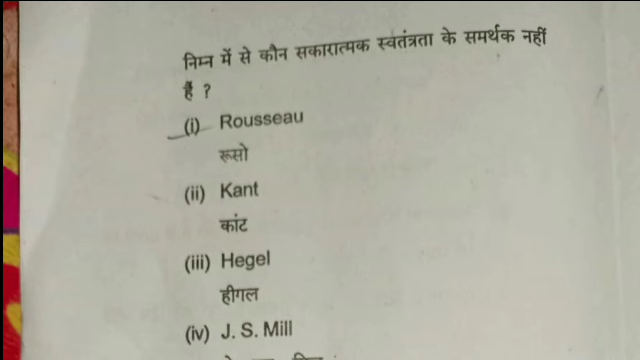 निम्न में से कौन सकारात्मक स्वतंत्रता के समर्थक नहीं
हैं ?
(i) Rousseau
रूसो
(ii) Kant
कांट
(iii) Hegel
हीगल
(iv) J. S. Mill